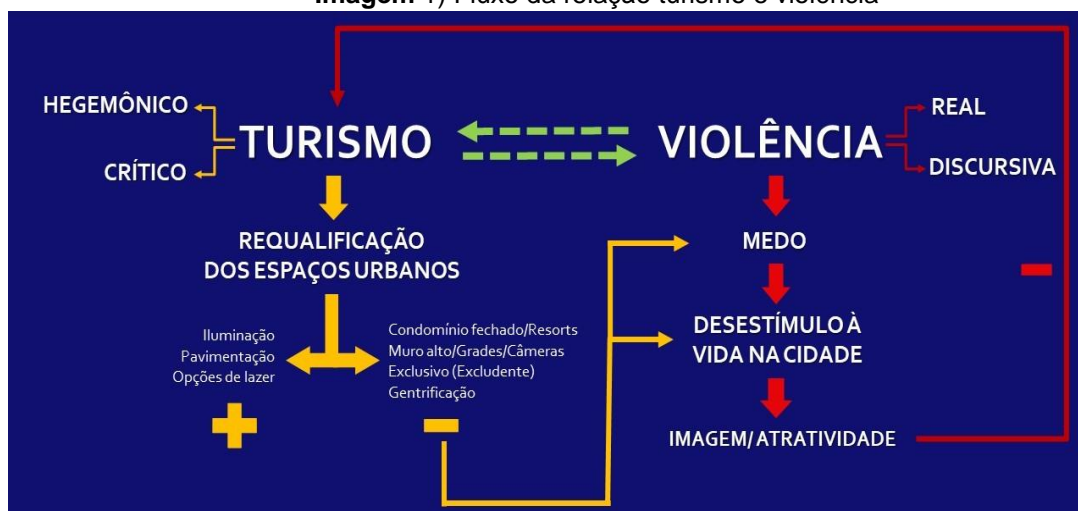 Imagem 1) Fluxo da relação turismo e violência
HEGEMÔNICO
CRÍTICO
TURISMO
VIOLÊNCIA
REAL
DISCURSIVA
REQUALIFICAÇÃO
DOS ESPAÇOS URBANOS
MEDO
Iluminação
Pavimentação
Opções de lazer
Condomínio fechado/Resorts
Muro alto/Grades/Câmeras
Exclusivo (Excludente)
Gentrificação
DESESTÍMULO À
VIDA NA CIDADE
IMAGEM/ATRATIVIDADE